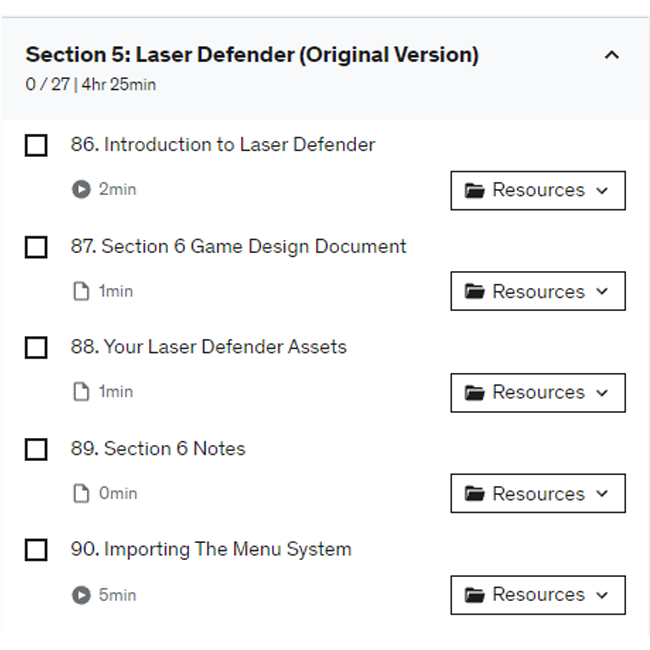 Section 5: Laser Defender (Original Version)
0 / 27 | 4hr 25min
86. Introduction to Laser Defender
2min
Resources
87. Section 6 Game Design Document
1min
Resources
88. Your Laser Defender Assets
1min
Resources
89. Section 6 Notes
0min
Resources
90. Importing The Menu System
5min
Resources